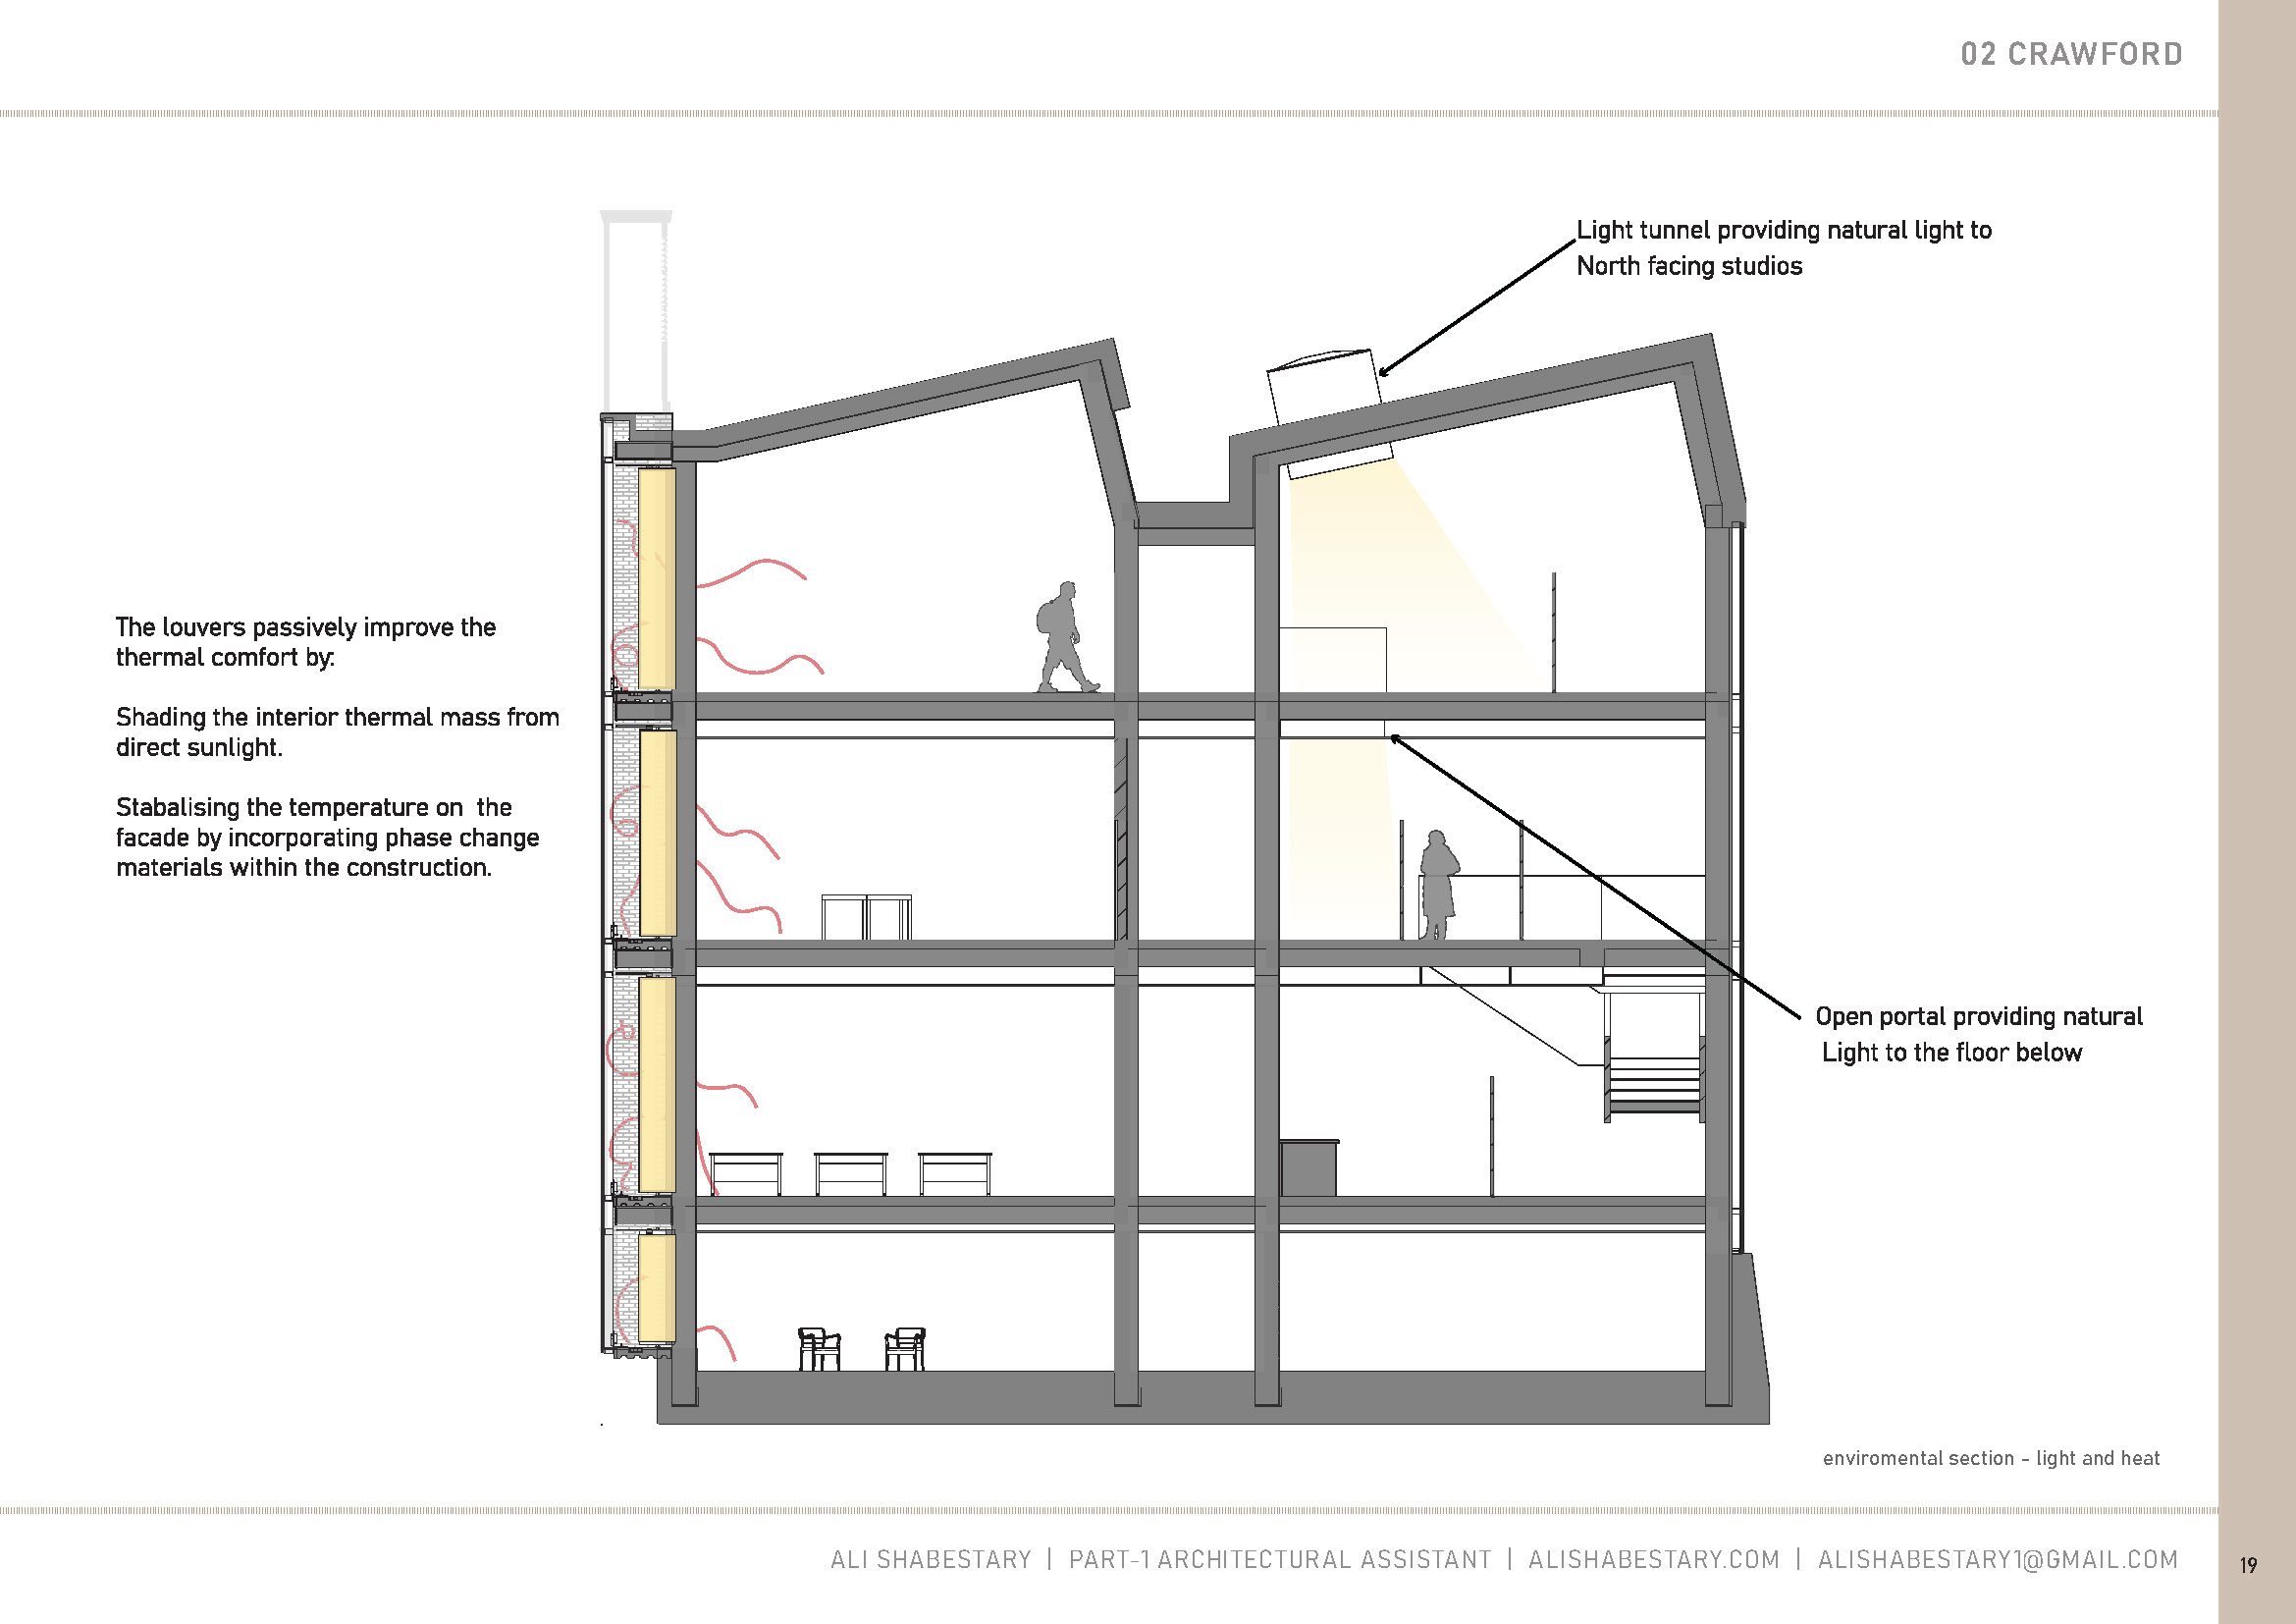 02 CRAWFORD
Light tunnel providing natural light to
North facing studios
The louvers passively improve the
thermal comfort by:
Shading the interior thermal mass from
direct sunlight.
Stabalising the temperature on  the
facade by incorporating phase change
materials within the construction.
Open portal providing natural
Light to the floor below
enviromental section - light and heat
ALI SHABESTARY | PART-1 ARCHITECTURAL ASSISTANT | ALISHABESTARY.COM | ALISHABESTARY1@GMAIL.COM
19